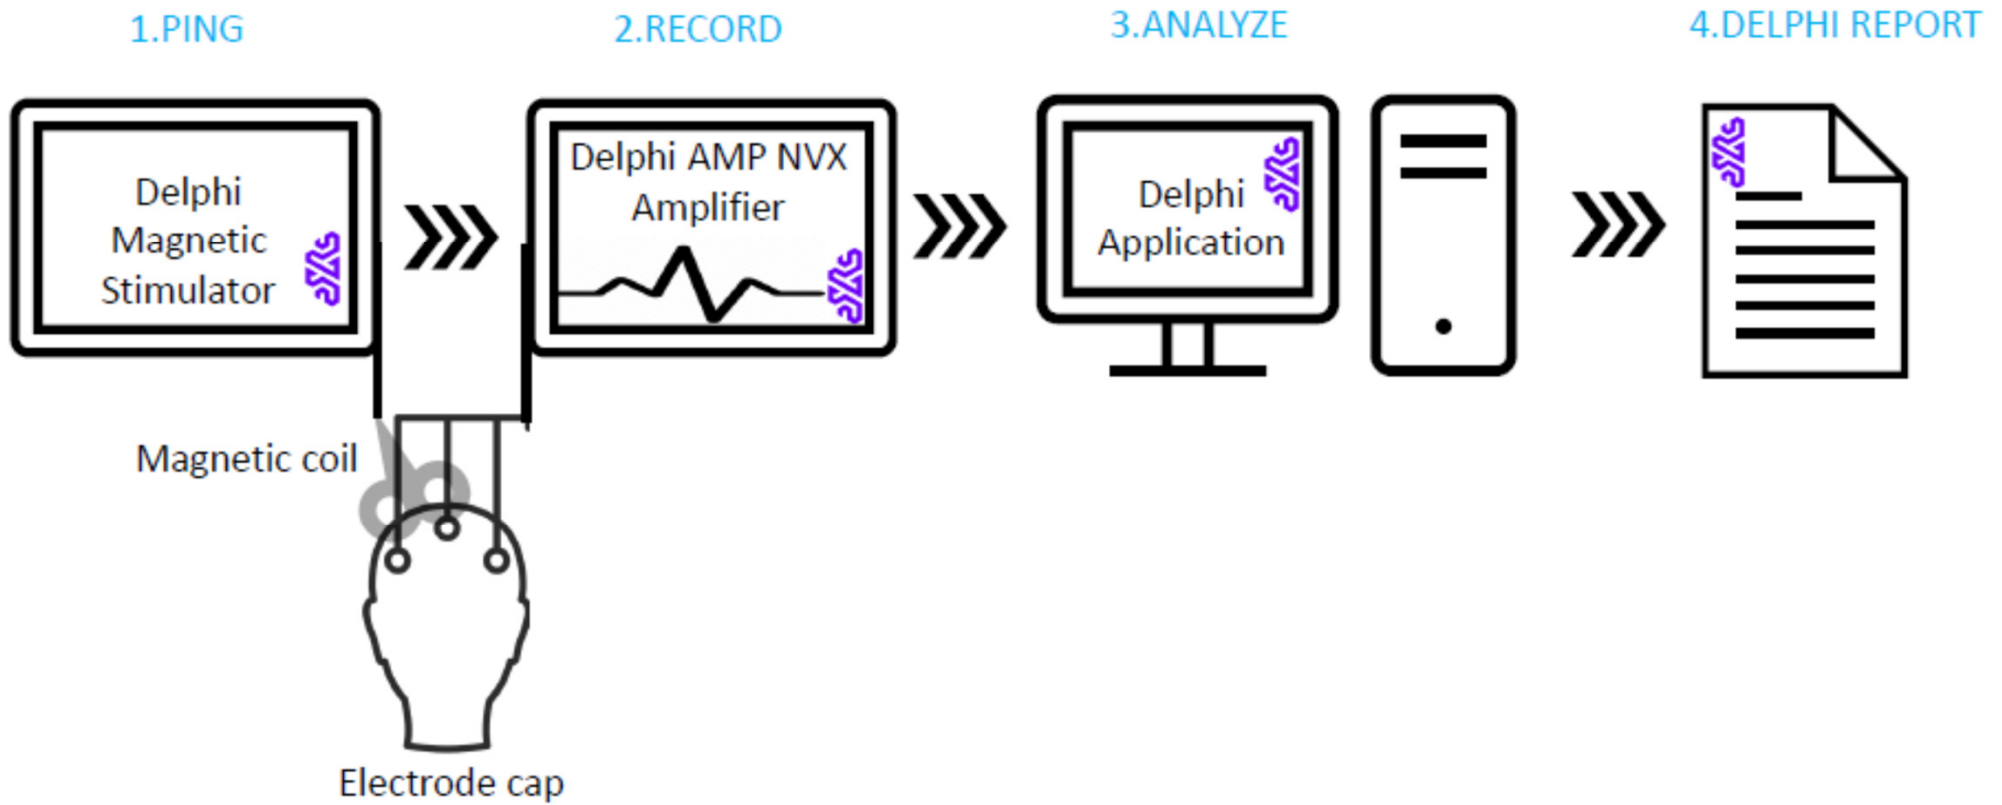 1.PING
2.RECORD
3.ANALYZE
4.DELPHI REPORT
Delphi
Magnetic
Stimulator
Delphi AMP NVX
Amplifier
Delphi
Application
Magnetic coil
Electrode cap